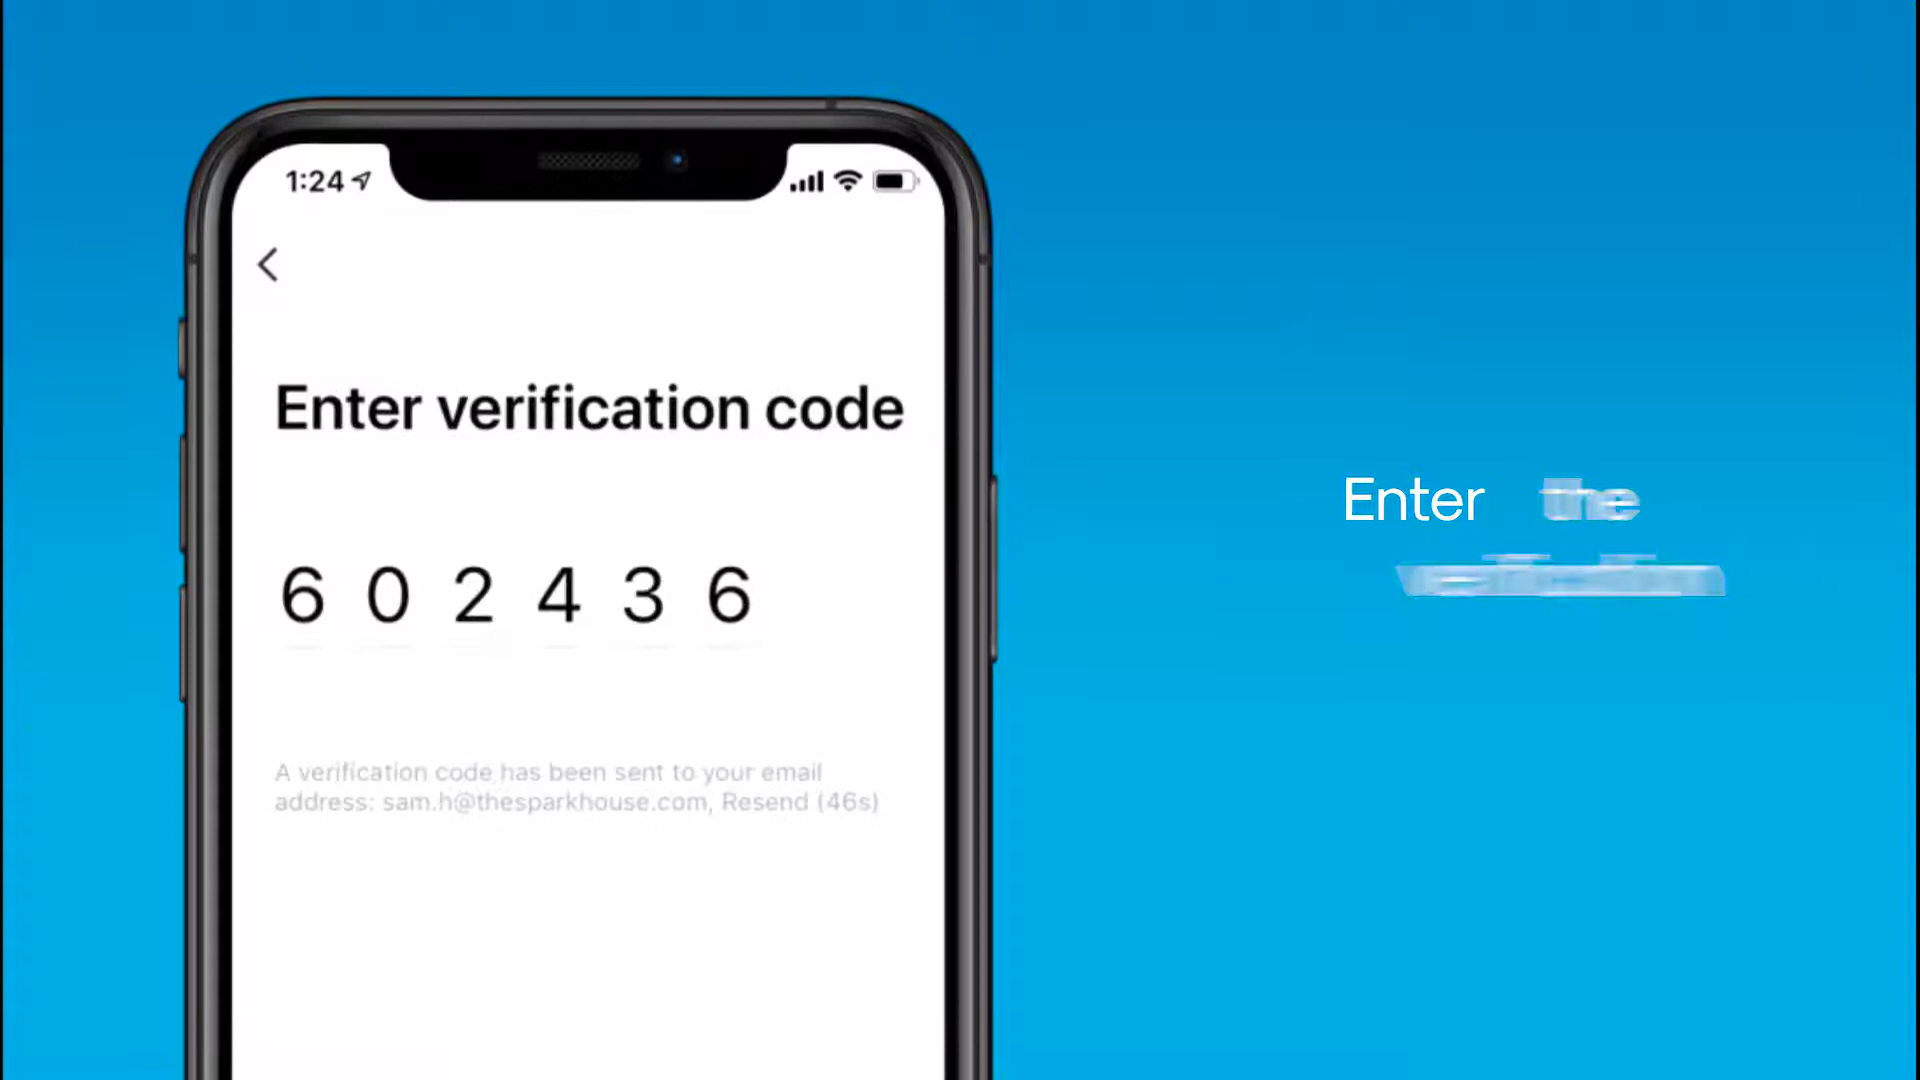 1:24
Enter verification code
6 0 2 4 3 6
A verification code has been sent to your email
address: sam.h@thesparkhouse.com, Resend (46s)
Enter the